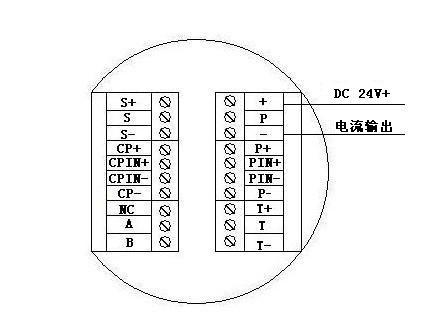 S+
S
S-
CP+
CPIN+
CPIN-
CP-
NC
A
B
+
P
-
P+
PIN+
PIN-
P-
T+
T
T-
DC 24V+
电流输出